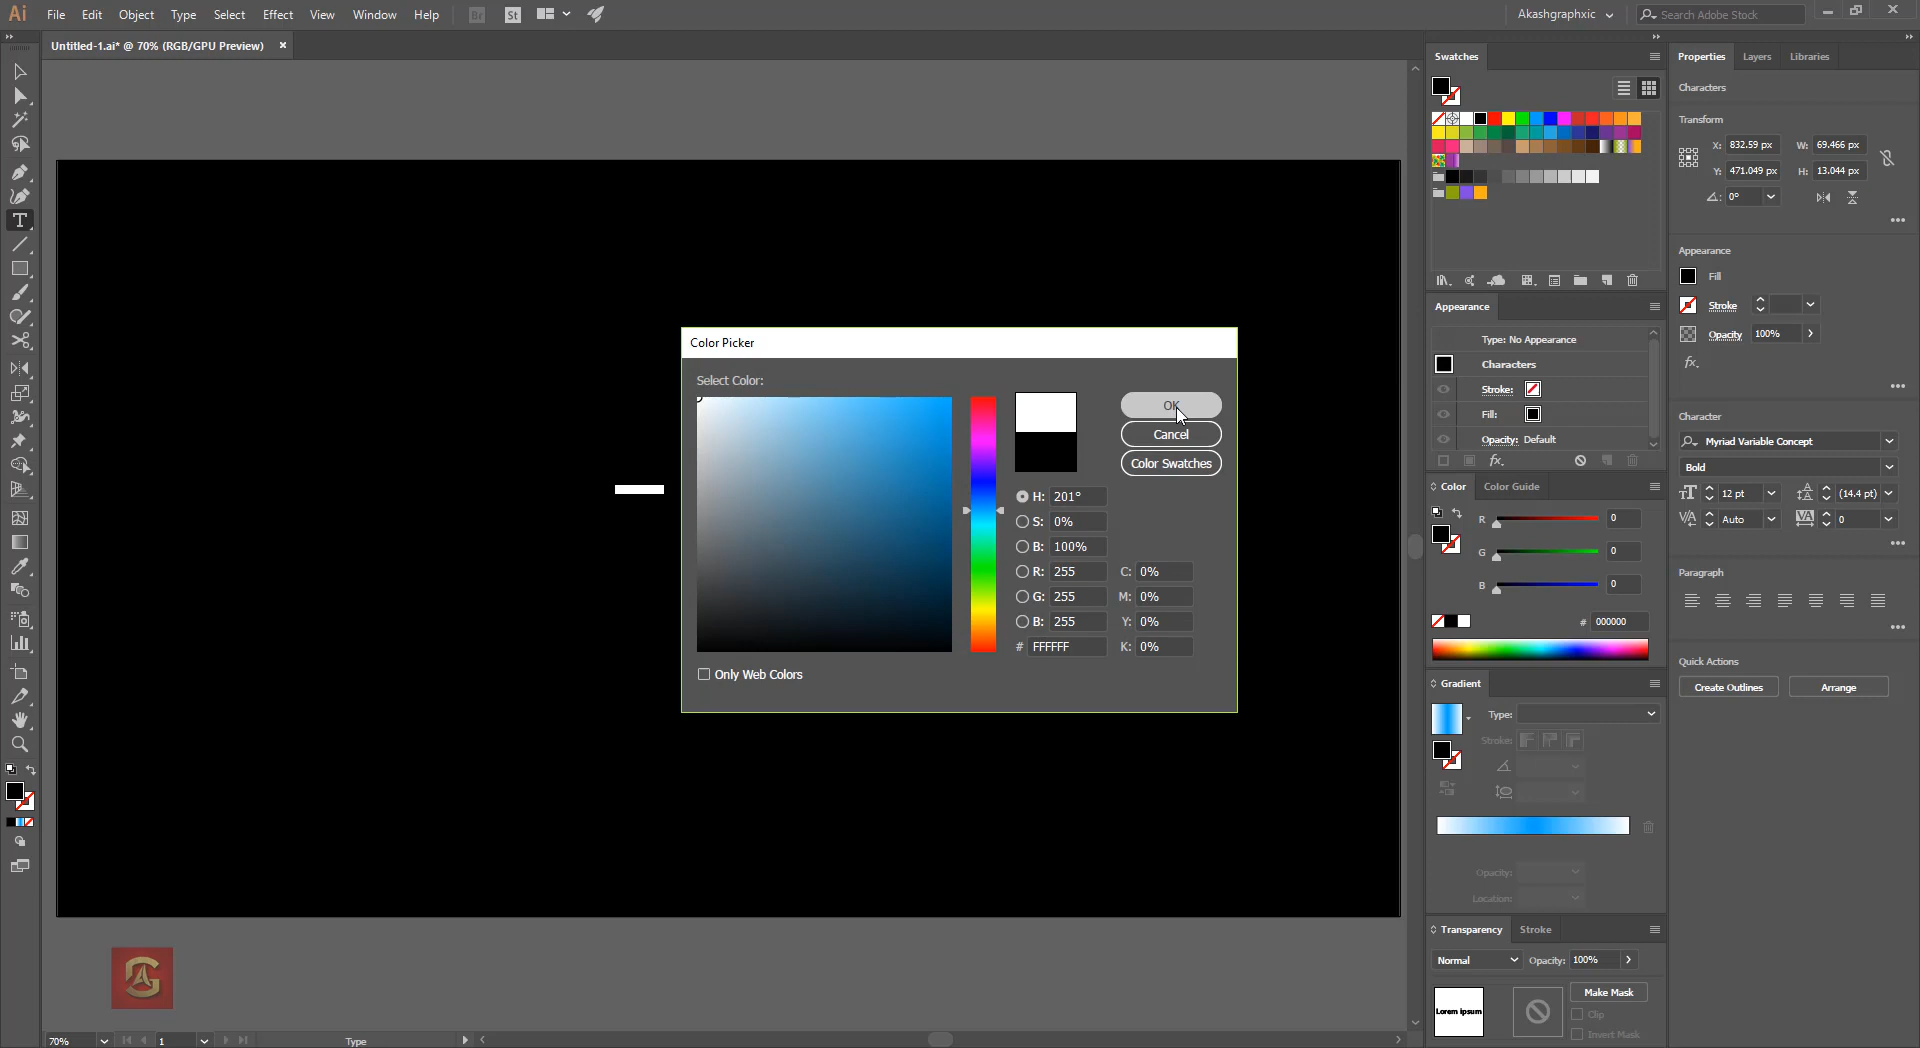 Ai File Edit Object Type Select Effect View Window Help Br St Akashgraphxic Search Adobe Stock
Untitled-1.ai* @ 70% (RGB/GPU Preview) ×
Swatches
Properties Layers Libraries
Characters
Transform
X: 832.59 px W: 69.466 px
Y: 471.049 px H: 13.044 px
0°
Appearance
Fill
Stroke
Opacity 100%
fx
Appearance
Type: No Appearance
Characters
Stroke:
Fill:
Opacity: Default
fx
Character
Myriad Variable Concept
Bold
12 pt (14.4 pt)
Auto 0
Paragraph
Quick Actions
Create Outlines Arrange
Color Color Guide
R 0
G 0
B 0
# 000000
Gradient
Type:
Stroke:
Opacity:
Location:
Transparency Stroke
Normal Opacity: 100%
Make Mask
Clip
Invert Mask
Lorem ipsum
Color Picker
Select Color:
OK
Cancel
Color Swatches
H: 201°
S: 0%
B: 100%
R: 255 C: 0%
G: 255 M: 0%
B: 255 Y: 0%
# FFFFFF K: 0%
Only Web Colors
G
70% 1 Type